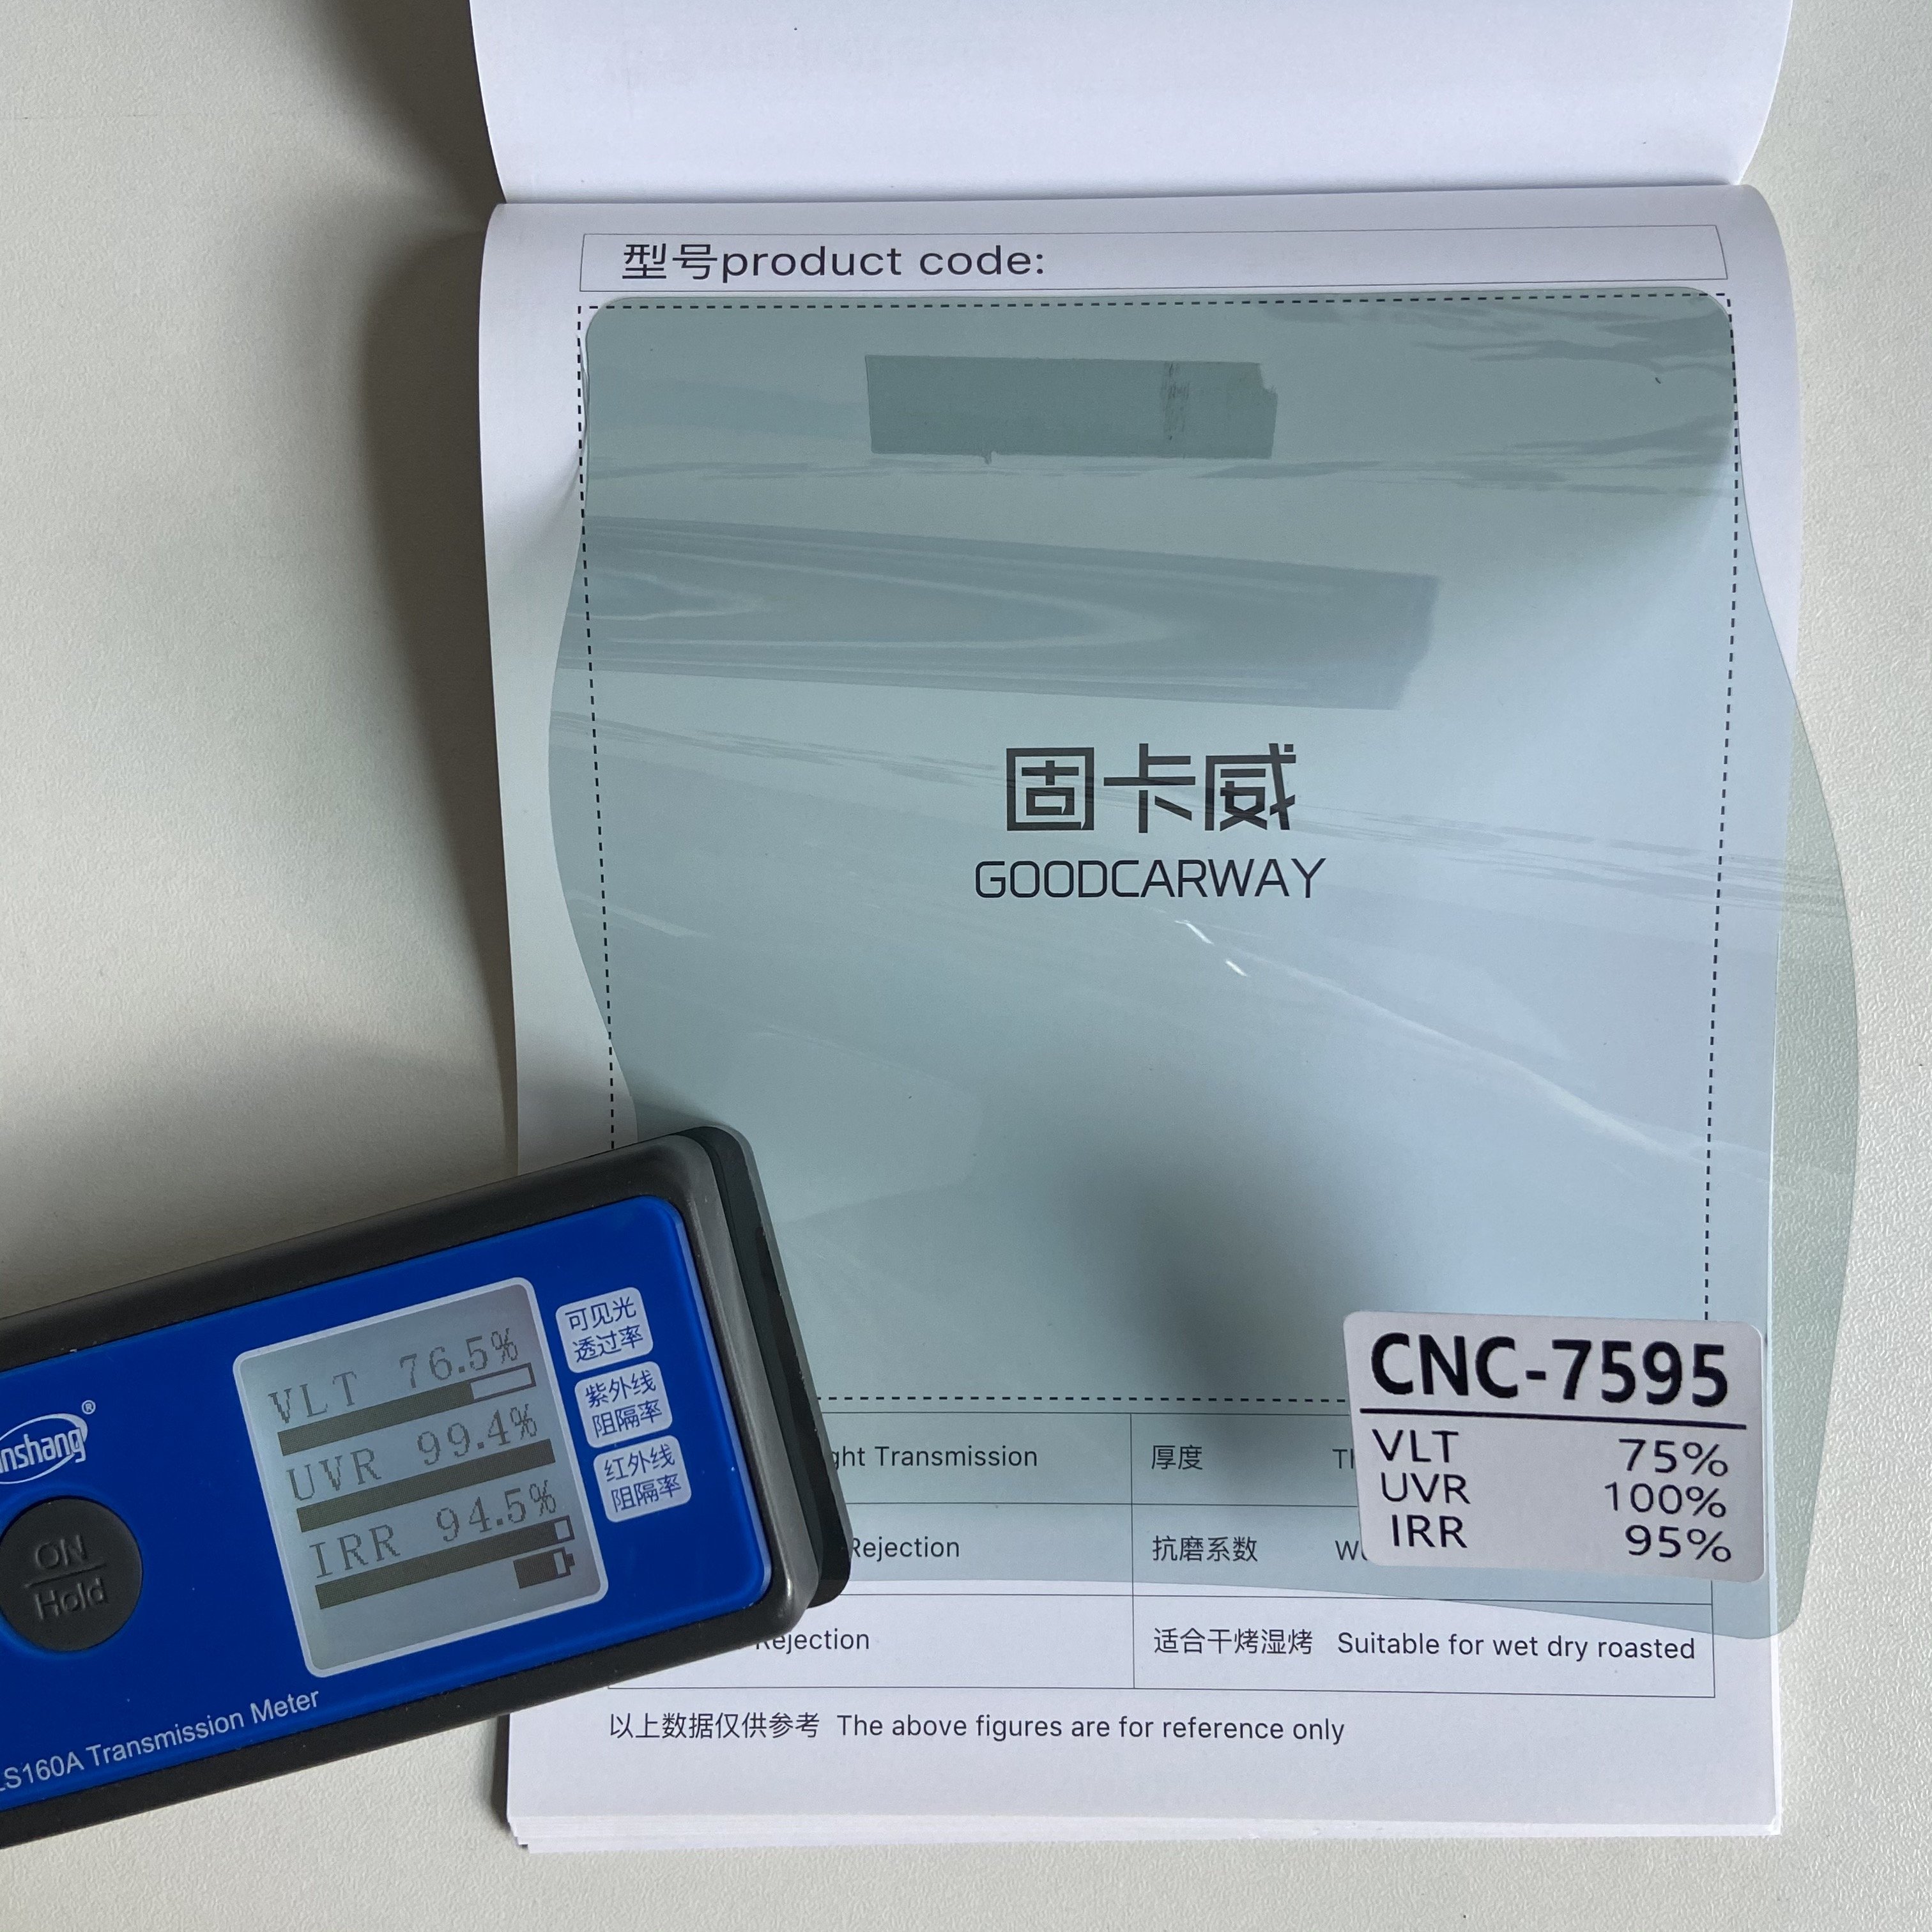 型号product code:
固卡威
GOODCARWAY
nshang®
ON
Hold
LS160A Transmission Meter
VLT 76.5%
UVR 99.4%
IRR 94.5%
可见光
透过率
紫外线
阻隔率
红外线
阻隔率
CNC-7595
VLT 75%
UVR 100%
IRR 95%
ght Transmission 厚度 Th
Rejection 抗磨系数 We
Rejection 适合干烤湿烤 Suitable for wet dry roasted
以上数据仅供参考 The above figures are for reference only